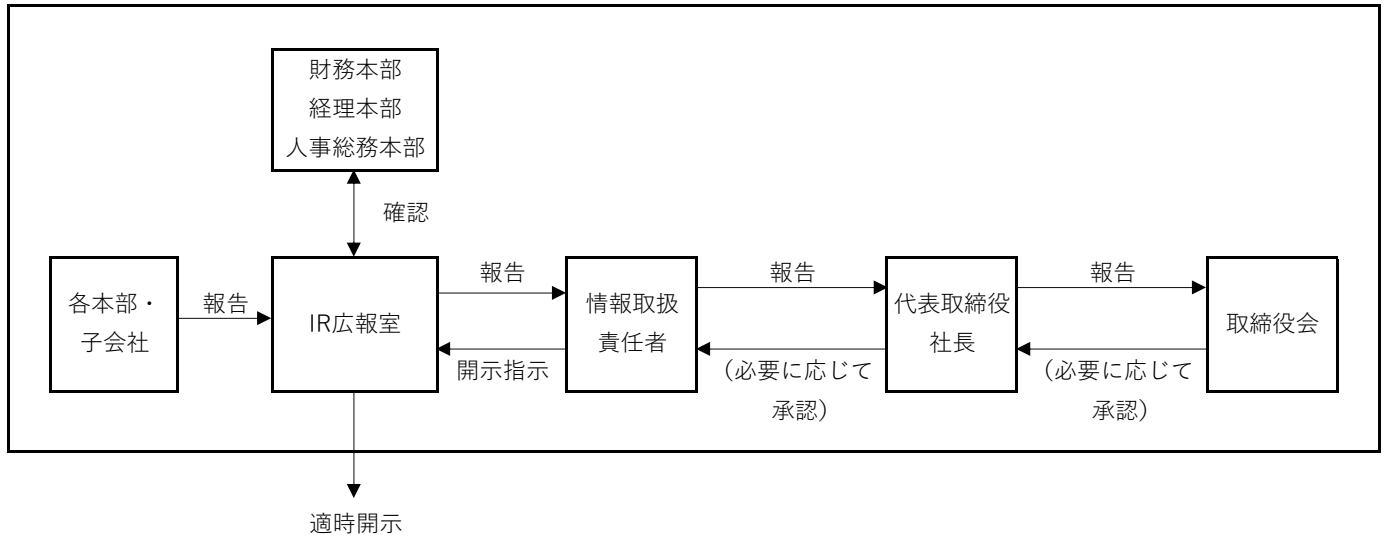 財務本部
経理本部
人事総務本部
確認
各本部・
子会社
報告
IR広報室
報告
開示指示
情報取扱
責任者
報告
（必要に応じて
承認）
代表取締役
社長
報告
（必要に応じて
承認）
取締役会
適時開示